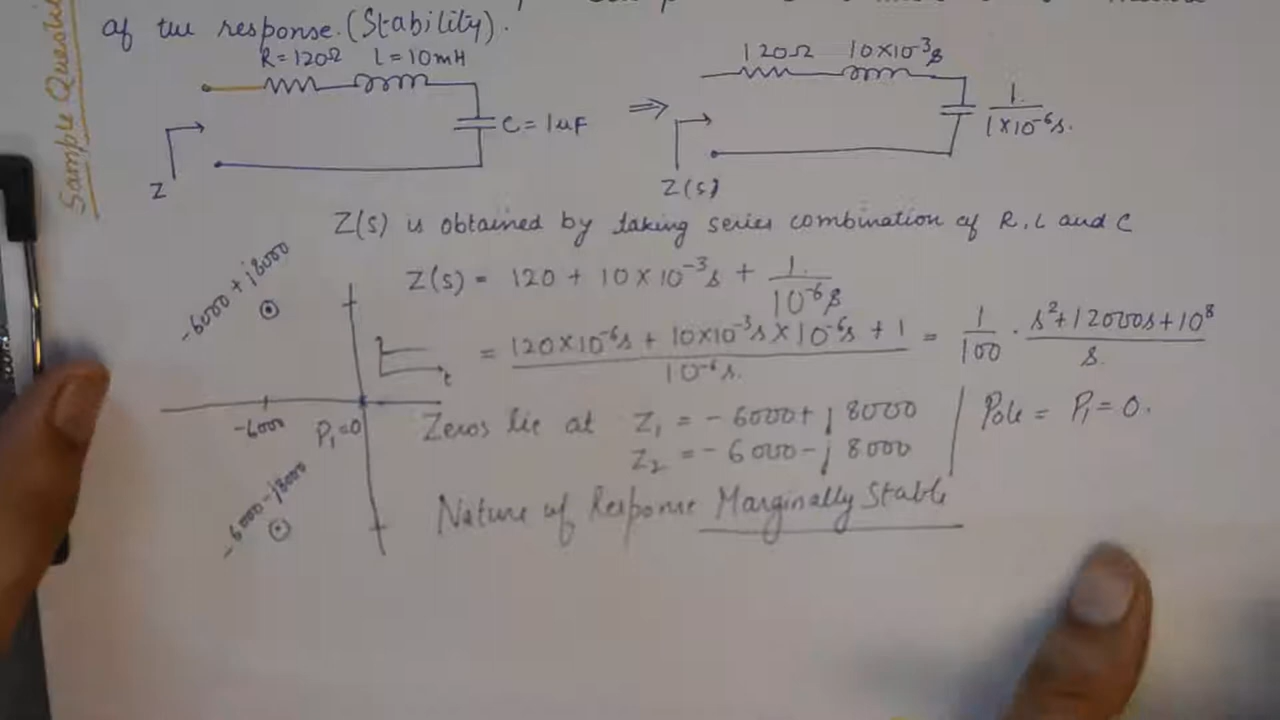 Sample Questi
of the response. (Stability).
R=120Ω L=10mH
C=1μF
Z
⇒
120Ω 10×10⁻³s
1/(1×10⁻⁶s).
Z(s)
Z(s) is obtained by taking series combination of R, L and C
Z(s) = 120 + 10×10⁻³s + 1/(10⁻⁶s)
= (120×10⁻⁶s + 10×10⁻³s×10⁻⁶s + 1)/(10⁻⁶s) = 1/100 · (s²+12000s+10⁸)/s
-6000+j8000
t
-6000
P₁=0
-6000-j8000
Zeros lie at Z₁ = -6000+j8000
Z₂ = -6000-j8000
Pole = P₁=0.
Nature of Response Marginally Stable